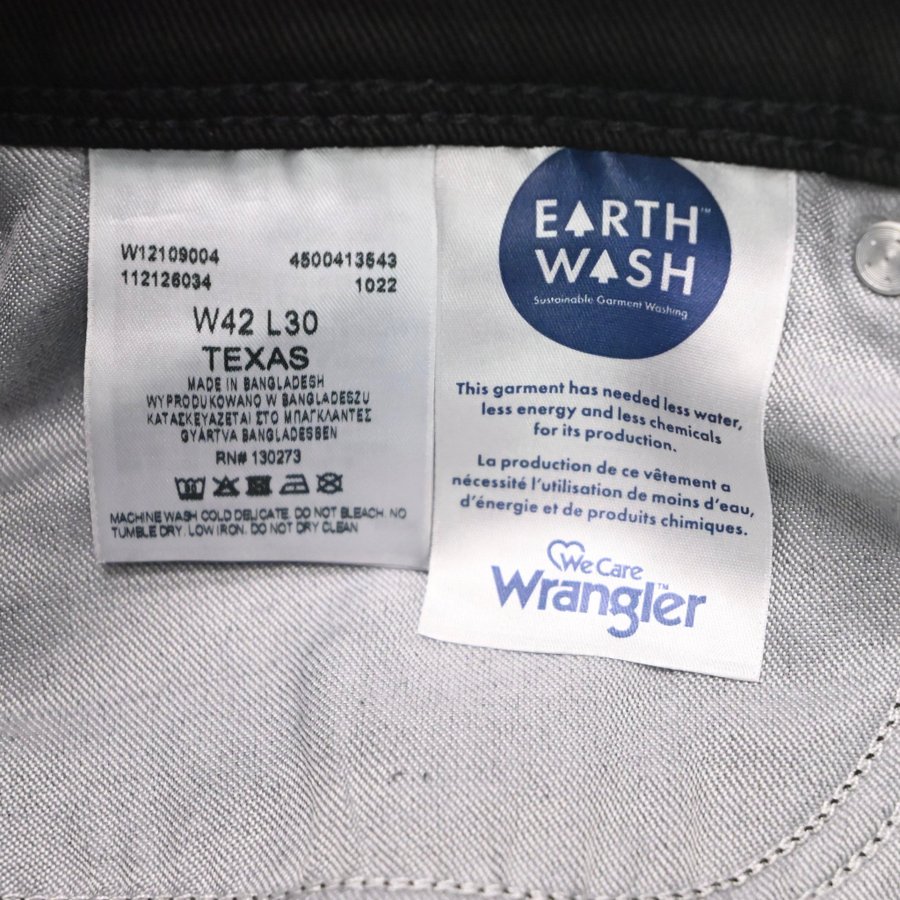 W12109004 4500413543
112126034 1022
W42 L30
TEXAS
MADE IN BANGLADESH
WYPRODUKOWANO W BANGLADESZU
ΚΑΤΑΣΚΕΥΑΖΕΤΑΙ ΣΤΟ ΜΠΑΓΚΛΑΝΤΕΣ
GYÁRTVA BANGLADESBEN
RN# 130273
MACHINE WASH COLD DELICATE. DO NOT BLEACH. NO
TUMBLE DRY. LOW IRON. DO NOT DRY CLEAN
EARTH™
WASH
Sustainable Garment Washing
This garment has needed less water,
less energy and less chemicals
for its production.
La production de ce vêtement a
nécessité l'utilisation de moins d'eau,
d'énergie et de produits chimiques.
We Care
Wrangler™